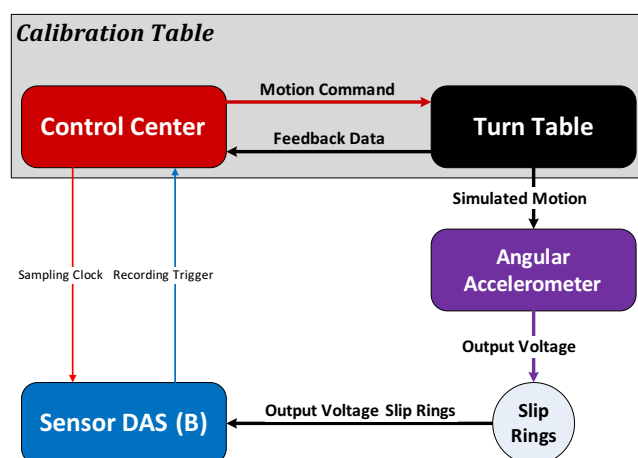 Calibration Table
Motion Command
Control Center
Turn Table
Feedback Data
Simulated Motion
Angular
Accelerometer
Sampling Clock
Recording Trigger
Output Voltage
Output Voltage Slip Rings
Sensor DAS (B)
Slip
Rings